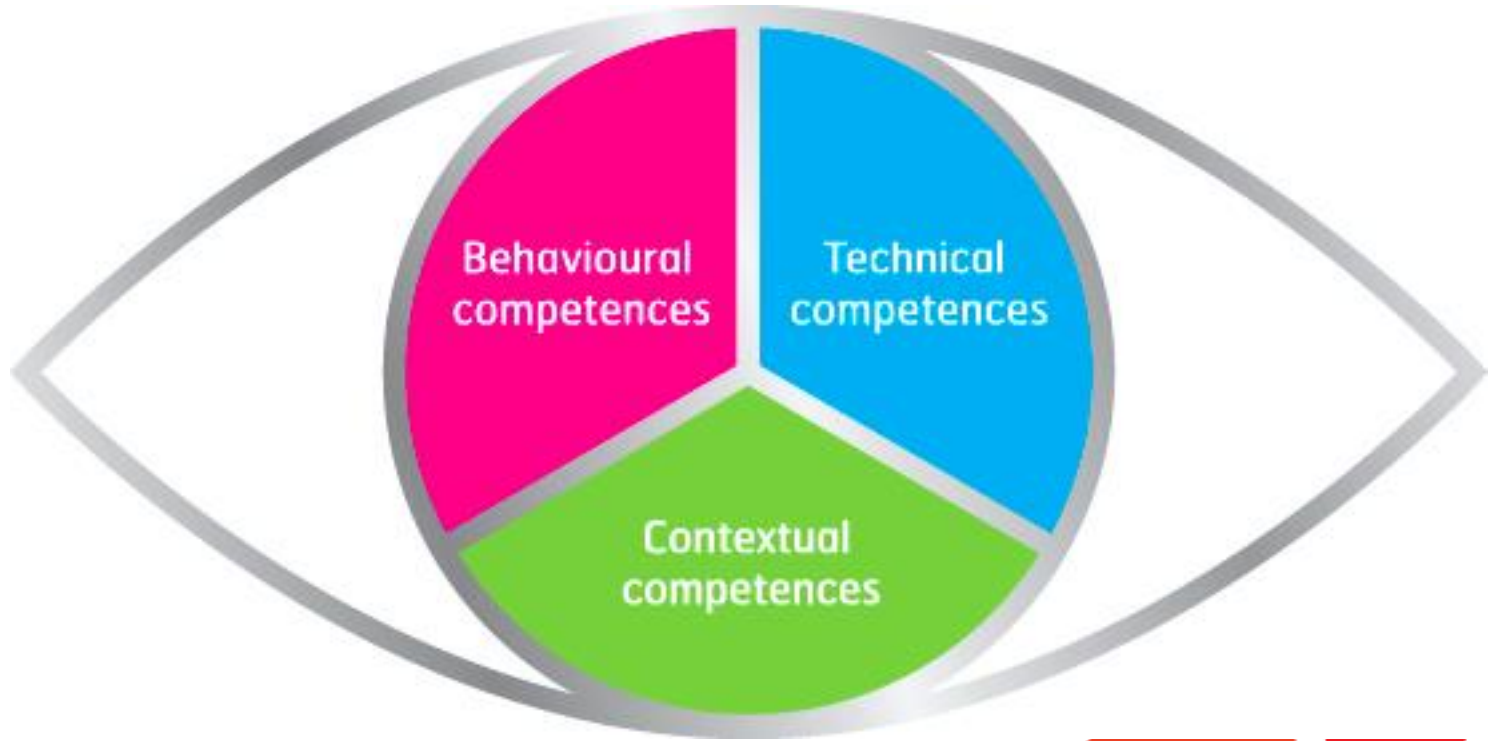 Behavioural
competences
Technical
competences
Contextual
competences